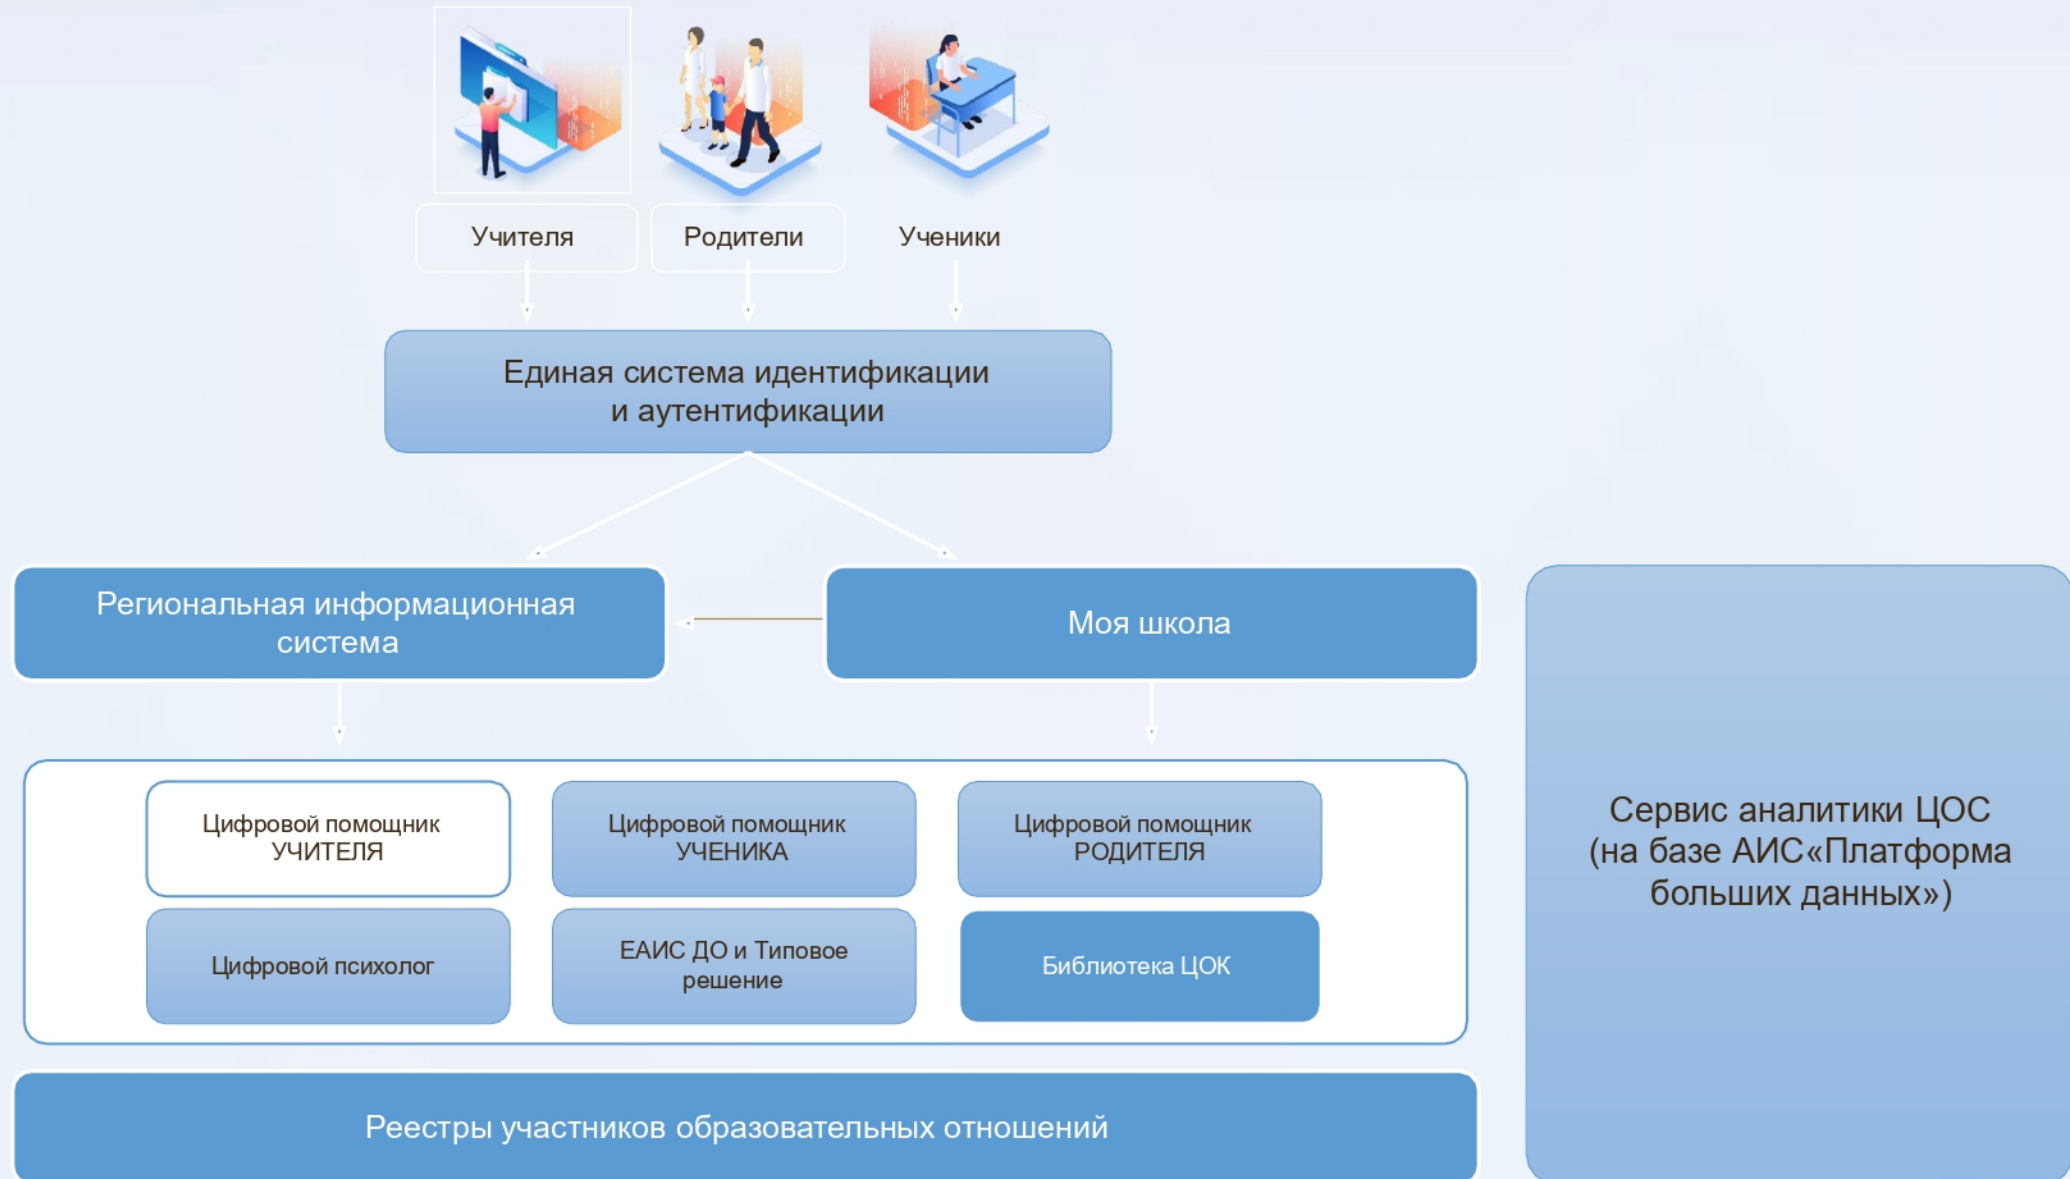 Учителя
Родители
Ученики
Единая система идентификации
и аутентификации
Региональная информационная
система
Моя школа
Цифровой помощник
УЧИТЕЛЯ
Цифровой помощник
УЧЕНИКА
Цифровой помощник
РОДИТЕЛЯ
Цифровой психолог
ЕАИС ДО и Типовое
решение
Библиотека ЦОК
Реестры участников образовательных отношений
Сервис аналитики ЦОС
(на базе АИС«Платформа
больших данных»)